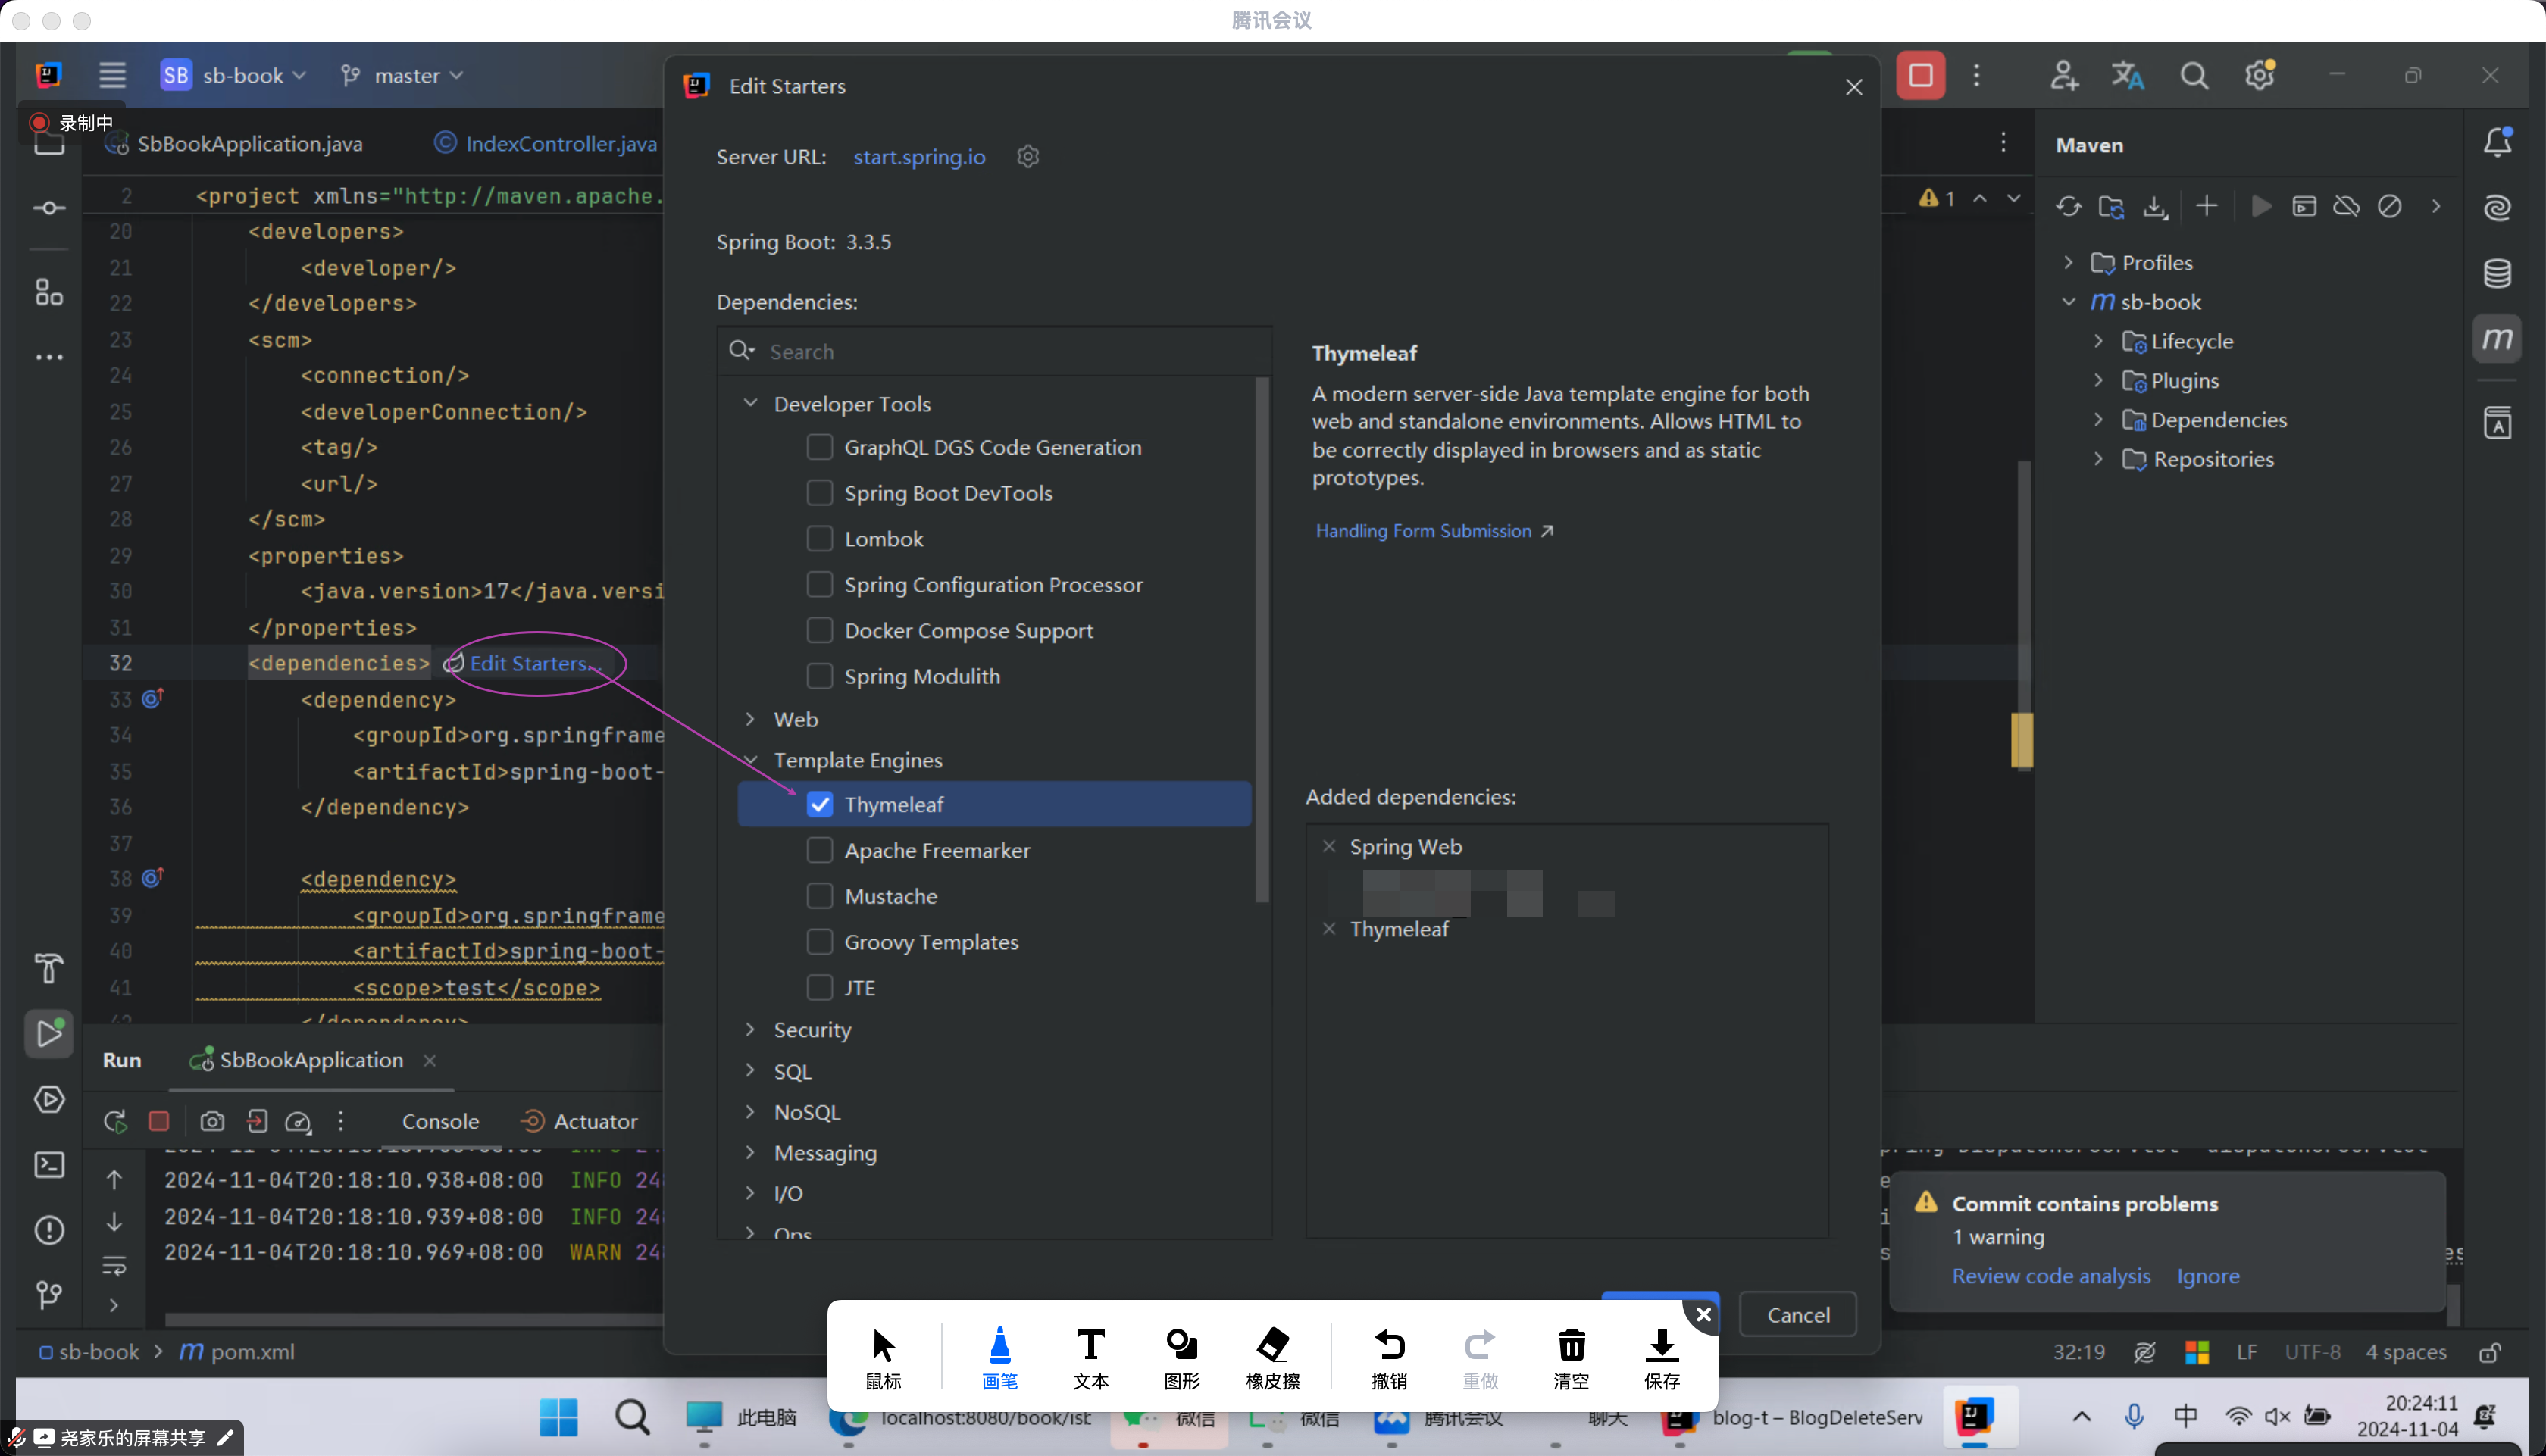 腾讯会议
SB sb-book master
录制中
SbBookApplication.java IndexController.java
2 <project xmlns="http://maven.apache.
20 <developers>
21 <developer/>
22 </developers>
23 <scm>
24 <connection/>
25 <developerConnection/>
26 <tag/>
27 <url/>
28 </scm>
29 <properties>
30 <java.version>17</java.versi
31 </properties>
32 <dependencies> Edit Starters...
33 <dependency>
34 <groupId>org.springframe
35 <artifactId>spring-boot-
36 </dependency>
37
38 <dependency>
39 <groupId>org.springframe
40 <artifactId>spring-boot-
41 <scope>test</scope>
42 </dependency>
Edit Starters
Server URL: start.spring.io
Spring Boot: 3.3.5
Dependencies:
Search
Developer Tools
GraphQL DGS Code Generation
Spring Boot DevTools
Lombok
Spring Configuration Processor
Docker Compose Support
Spring Modulith
Web
Template Engines
Thymeleaf
Apache Freemarker
Mustache
Groovy Templates
JTE
Security
SQL
NoSQL
Messaging
I/O
Ops
Thymeleaf
A modern server-side Java template engine for both
web and standalone environments. Allows HTML to
be correctly displayed in browsers and as static
prototypes.
Handling Form Submission
Added dependencies:
Spring Web
Thymeleaf
Cancel
1
Maven
Profiles
sb-book
Lifecycle
Plugins
Dependencies
Repositories
Run SbBookApplication
Console Actuator
2024-11-04T20:18:10.938+08:00 INFO 24
2024-11-04T20:18:10.939+08:00 INFO 24
2024-11-04T20:18:10.969+08:00 WARN 24
Commit contains problems
1 warning
Review code analysis Ignore
sb-book > m pom.xml
32:19 LF UTF-8 4 spaces
鼠标 画笔 文本 图形 橡皮擦 撤销 重做 清空 保存
此电脑 localhost:8080/book/ist 微信 微信 腾讯会议 聊天 blog-t – BlogDeleteServ
中
20:24:11
2024-11-04
尧家乐的屏幕共享